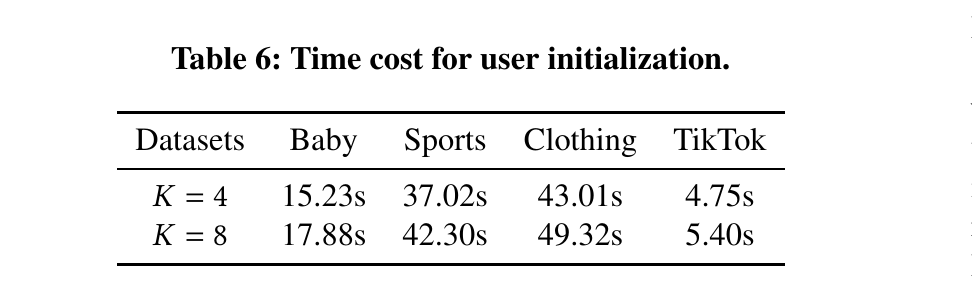 Table 6: Time cost for user initialization.
Datasets Baby Sports Clothing TikTok
K = 4 15.23s 37.02s 43.01s 4.75s
K = 8 17.88s 42.30s 49.32s 5.40s